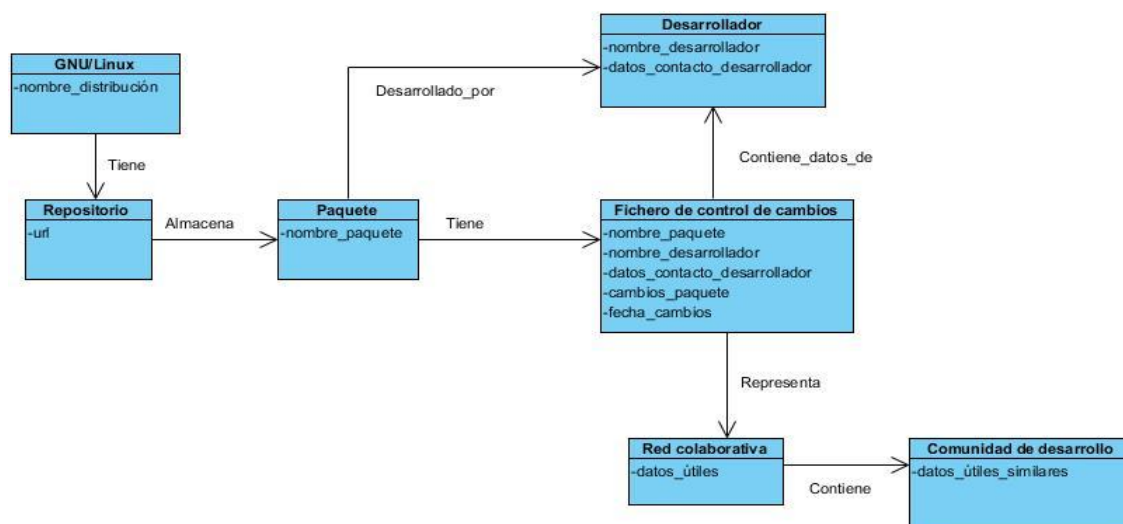 GNU/Linux
-nombre_distribución
Tiene
Repositorio
-url
Almacena
Paquete
-nombre_paquete
Desarrollado_por
Desarrollador
-nombre_desarrollador
-datos_contacto_desarrollador
Contiene_datos_de
Tiene
Fichero de control de cambios
-nombre_paquete
-nombre_desarrollador
-datos_contacto_desarrollador
-cambios_paquete
-fecha_cambios
Representa
Red colaborativa
-datos_útiles
Contiene
Comunidad de desarrollo
-datos_útiles_similares